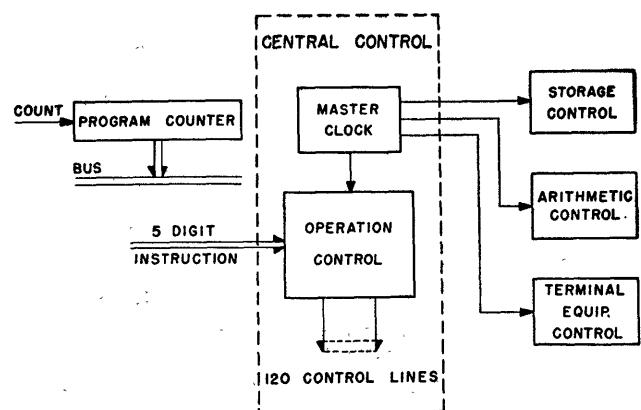 CENTRAL CONTROL
COUNT
PROGRAM COUNTER
BUS
MASTER
CLOCK
STORAGE
CONTROL
ARITHMETIC
CONTROL
5 DIGIT
INSTRUCTION
OPERATION
CONTROL
TERMINAL
EQUIP.
CONTROL
120 CONTROL LINES